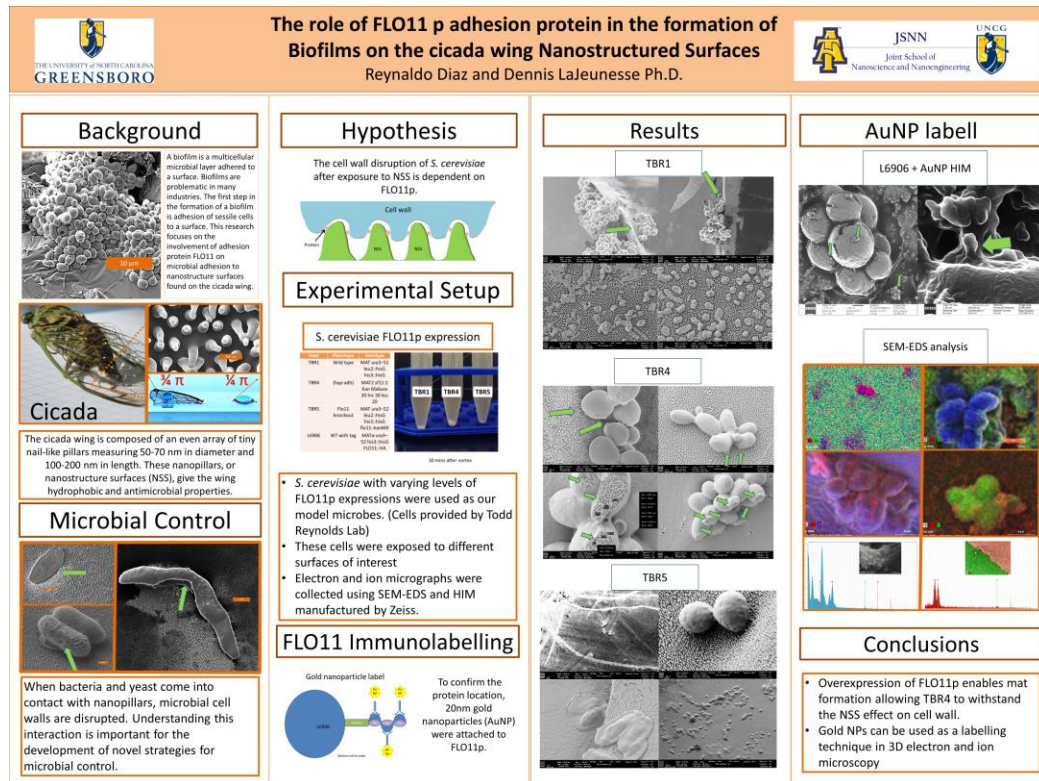 THE UNIVERSITY of NORTH CAROLINA
GREENSBORO
The role of FLO11 p adhesion protein in the formation of
Biofilms on the cicada wing Nanostructured Surfaces
Reynaldo Diaz and Dennis LaJeunesse Ph.D.
JSNN
Joint School of
Nanoscience and Nanoengineering
UNCG
Background
A biofilm is a multicellular
microbial layer adhered to
a surface. Biofilms are
problematic in many
industries. The first step in
the formation of a biofilm
is adhesion of sessile cells
to a surface. This research
focuses on the
involvement of adhesion
protein FLO11 on
microbial adhesion to
nanostructure surfaces
found on the cicada wing.
10 µm
Cicada
¾ π
¼ π
The cicada wing is composed of an even array of tiny
nail-like pillars measuring 50-70 nm in diameter and
100-200 nm in length. These nanopillars, or
nanostructure surfaces (NSS), give the wing
hydrophobic and antimicrobial properties.
Microbial Control
When bacteria and yeast come into
contact with nanopillars, microbial cell
walls are disrupted. Understanding this
interaction is important for the
development of novel strategies for
microbial control.
Hypothesis
The cell wall disruption of S. cerevisiae
after exposure to NSS is dependent on
FLO11p.
Cell wall
Protein
NSS
NSS
Experimental Setup
S. cerevisiae FLO11p expression
TBR1
Wild type
TBR4
TBR5
Flo11
knockout
L6906
WT with tag
TBR1
TBR4
TBR5
30 mins after vortex
• S. cerevisiae with varying levels of
FLO11p expressions were used as our
model microbes. (Cells provided by Todd
Reynolds Lab)
• These cells were exposed to different
surfaces of interest
• Electron and ion micrographs were
collected using SEM-EDS and HIM
manufactured by Zeiss.
FLO11 Immunolabelling
Gold nanoparticle label
L6906
To confirm the
protein location,
20nm gold
nanoparticles (AuNP)
were attached to
FLO11p.
Results
TBR1
TBR4
TBR5
AuNP labell
L6906 + AuNP HIM
SEM-EDS analysis
Conclusions
• Overexpression of FLO11p enables mat
formation allowing TBR4 to withstand
the NSS effect on cell wall.
• Gold NPs can be used as a labelling
technique in 3D electron and ion
microscopy